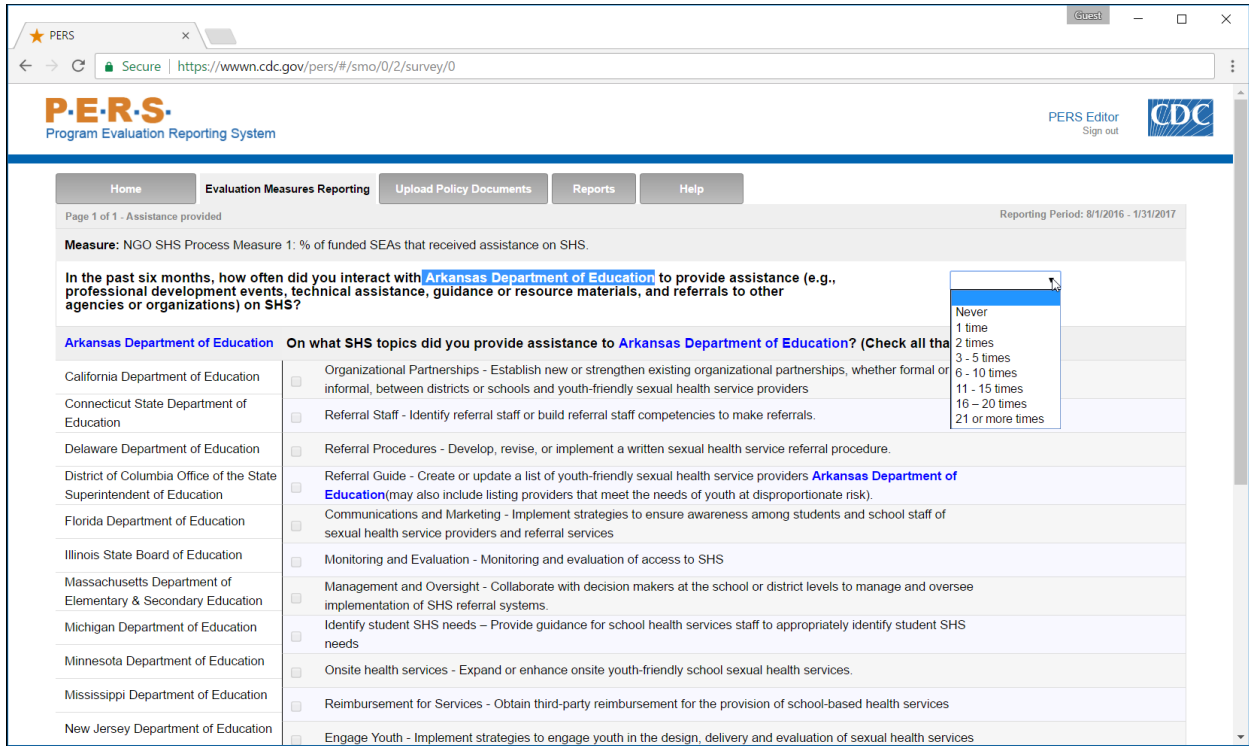 Guest
PERS
Secure | https://wwwn.cdc.gov/pers/#/smo/0/2/survey/0
P·E·R·S·
Program Evaluation Reporting System
PERS Editor
Sign out
CDC
Home
Evaluation Measures Reporting
Upload Policy Documents
Reports
Help
Page 1 of 1 - Assistance provided
Reporting Period: 8/1/2016 - 1/31/2017
Measure: NGO SHS Process Measure 1: % of funded SEAs that received assistance on SHS.
In the past six months, how often did you interact with Arkansas Department of Education to provide assistance (e.g.,
professional development events, technical assistance, guidance or resource materials, and referrals to other
agencies or organizations) on SHS?
Never
1 time
2 times
3 - 5 times
6 - 10 times
11 - 15 times
16 – 20 times
21 or more times
Arkansas Department of Education
On what SHS topics did you provide assistance to Arkansas Department of Education? (Check all tha
California Department of Education
Connecticut State Department of
Education
Delaware Department of Education
District of Columbia Office of the State
Superintendent of Education
Florida Department of Education
Illinois State Board of Education
Massachusetts Department of
Elementary & Secondary Education
Michigan Department of Education
Minnesota Department of Education
Mississippi Department of Education
New Jersey Department of Education
Organizational Partnerships - Establish new or strengthen existing organizational partnerships, whether formal or
informal, between districts or schools and youth-friendly sexual health service providers
Referral Staff - Identify referral staff or build referral staff competencies to make referrals.
Referral Procedures - Develop, revise, or implement a written sexual health service referral procedure.
Referral Guide - Create or update a list of youth-friendly sexual health service providers Arkansas Department of
Education(may also include listing providers that meet the needs of youth at disproportionate risk).
Communications and Marketing - Implement strategies to ensure awareness among students and school staff of
sexual health service providers and referral services
Monitoring and Evaluation - Monitoring and evaluation of access to SHS
Management and Oversight - Collaborate with decision makers at the school or district levels to manage and oversee
implementation of SHS referral systems.
Identify student SHS needs – Provide guidance for school health services staff to appropriately identify student SHS
needs
Onsite health services - Expand or enhance onsite youth-friendly school sexual health services.
Reimbursement for Services - Obtain third-party reimbursement for the provision of school-based health services
Engage Youth - Implement strategies to engage youth in the design, delivery and evaluation of sexual health services